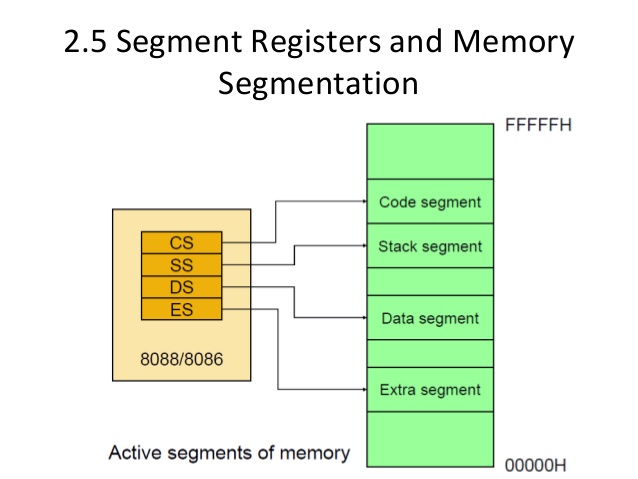 2.5 Segment Registers and Memory
Segmentation
FFFFFH
Code segment
CS
Stack segment
SS
DS
ES
Data segment
8088/8086
Extra segment
Active segments of memory
00000H